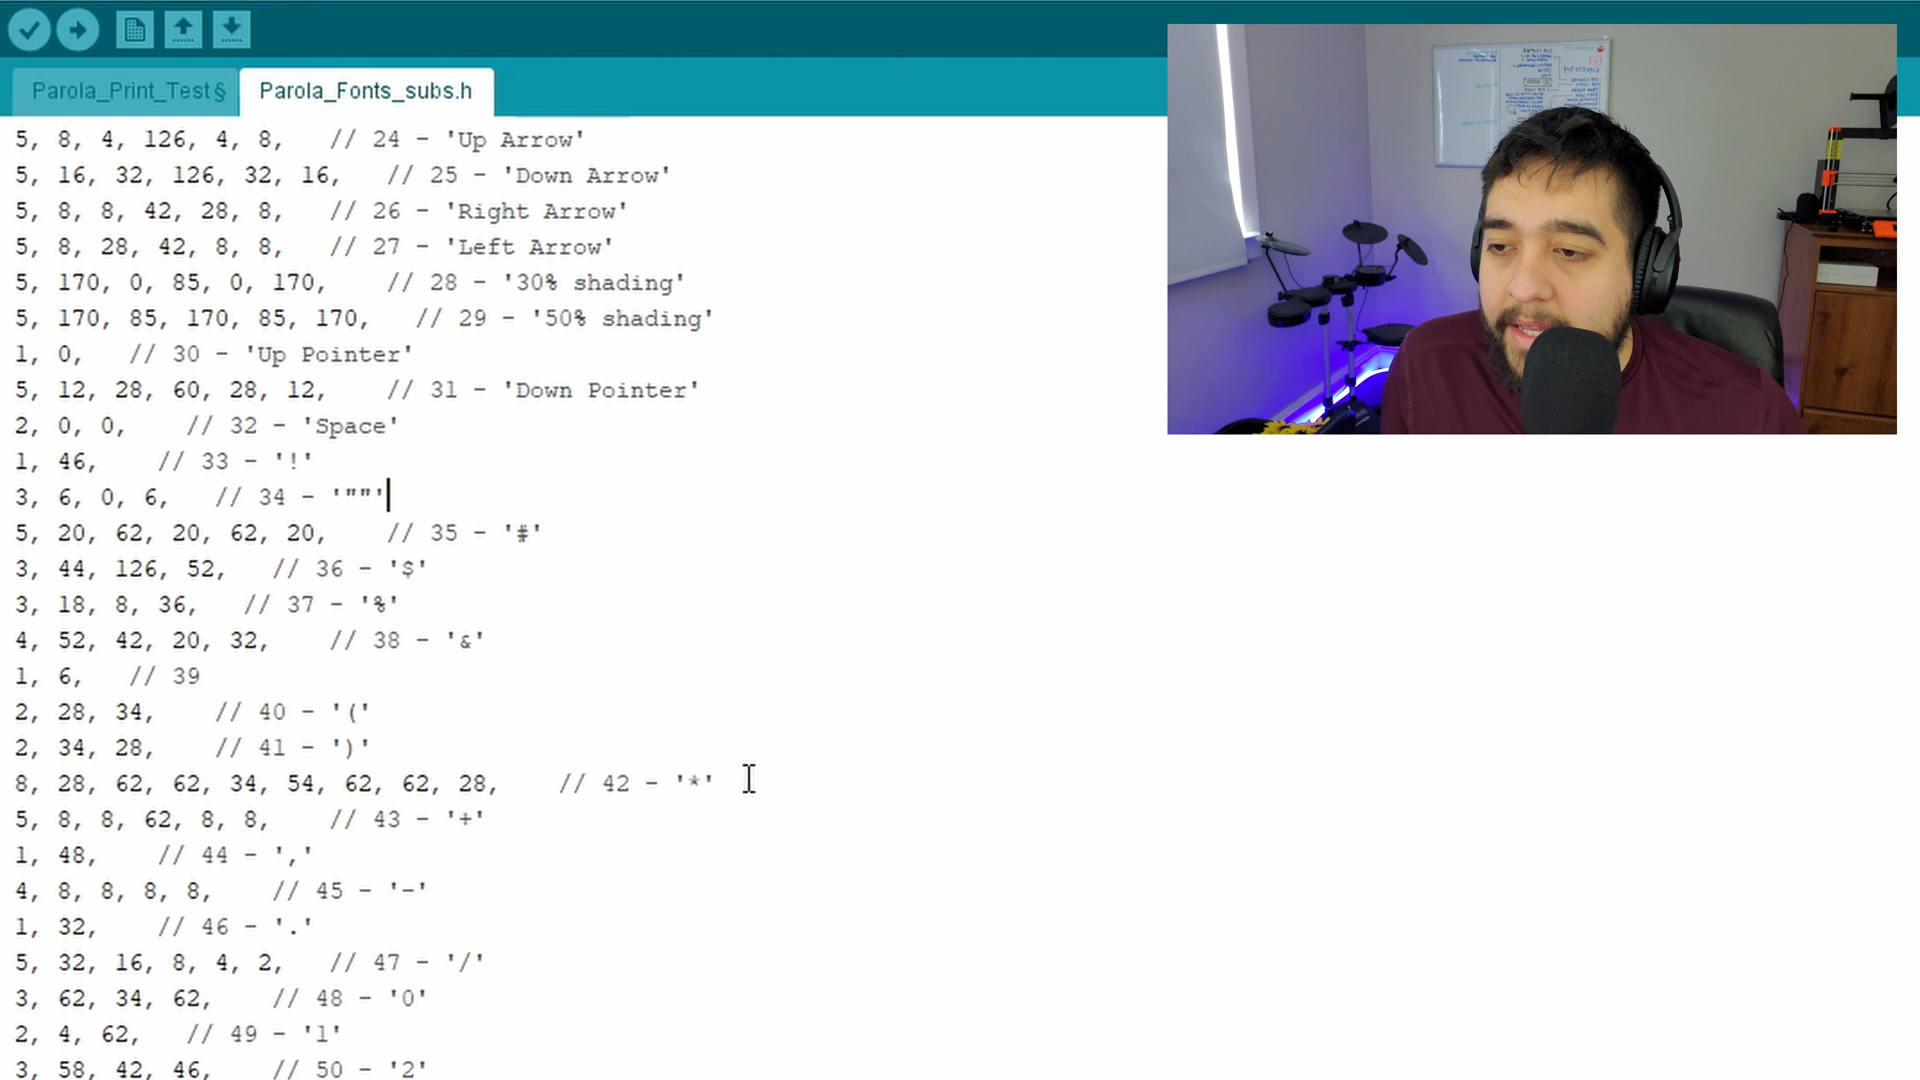 Parola_Print_Test§
Parola_Fonts_subs.h
5, 8, 4, 126, 4, 8,   // 24 - 'Up Arrow'
5, 16, 32, 126, 32, 16,   // 25 - 'Down Arrow'
5, 8, 8, 42, 28, 8,   // 26 - 'Right Arrow'
5, 8, 28, 42, 8, 8,   // 27 - 'Left Arrow'
5, 170, 0, 85, 0, 170,    // 28 - '30% shading'
5, 170, 85, 170, 85, 170,   // 29 - '50% shading'
1, 0,   // 30 - 'Up Pointer'
5, 12, 28, 60, 28, 12,    // 31 - 'Down Pointer'
2, 0, 0,    // 32 - 'Space'
1, 46,    // 33 - '!'
3, 6, 0, 6,   // 34 - '""'
5, 20, 62, 20, 62, 20,    // 35 - '#'
3, 44, 126, 52,   // 36 - '$'
3, 18, 8, 36,   // 37 - '%'
4, 52, 42, 20, 32,    // 38 - '&'
1, 6,   // 39
2, 28, 34,    // 40 - '('
2, 34, 28,    // 41 - ')'
8, 28, 62, 62, 34, 54, 62, 62, 28,    // 42 - '*'
5, 8, 8, 62, 8, 8,    // 43 - '+'
1, 48,    // 44 - ','
4, 8, 8, 8, 8,    // 45 - '-'
1, 32,    // 46 - '.'
5, 32, 16, 8, 4, 2,   // 47 - '/'
3, 62, 34, 62,    // 48 - '0'
2, 4, 62,   // 49 - '1'
3, 58, 42, 46,    // 50 - '2'